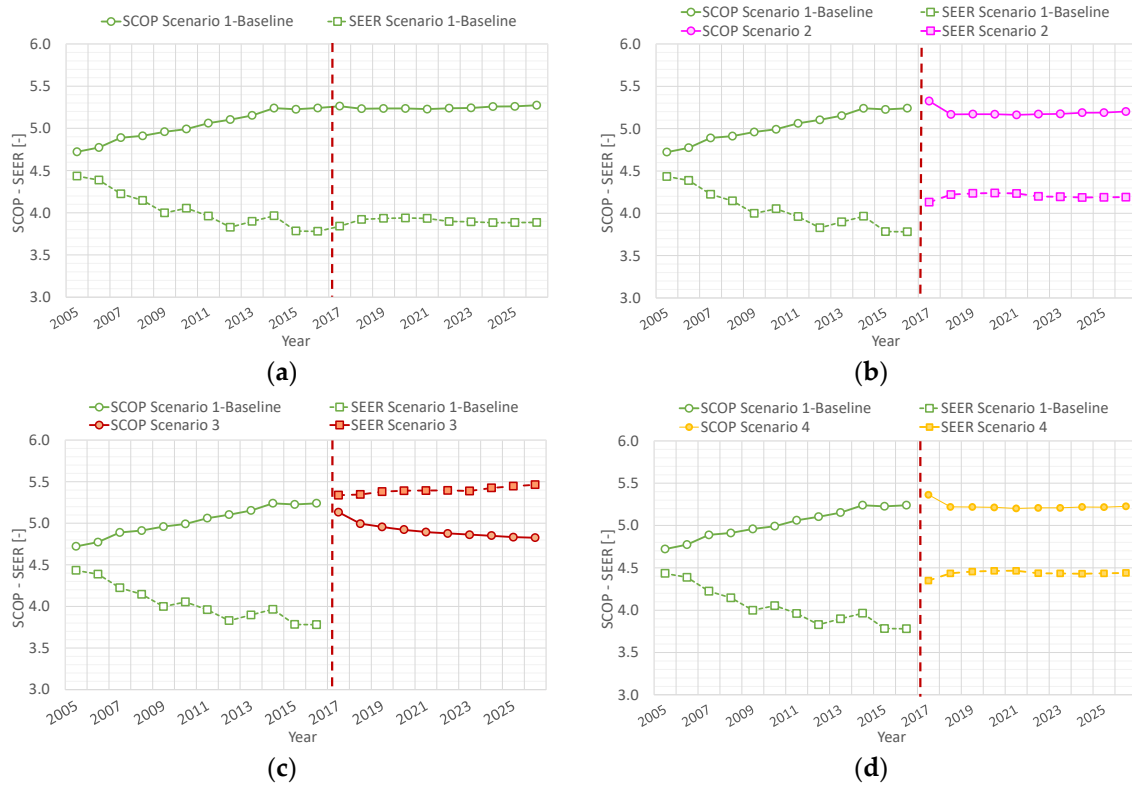 SCOP Scenario 1-Baseline SEER Scenario 1-Baseline
6.0
5.5
5.0
4.5
4.0
3.5
3.0
SCOP - SEER [-]
2005 2007 2009 2011 2013 2015 2017 2019 2021 2023 2025
Year
(a)
SCOP Scenario 1-Baseline SEER Scenario 1-Baseline
SCOP Scenario 2 SEER Scenario 2
6.0
5.5
5.0
4.5
4.0
3.5
3.0
SCOP - SEER [-]
2005 2007 2009 2011 2013 2015 2017 2019 2021 2023 2025
Year
(b)
SCOP Scenario 1-Baseline SEER Scenario 1-Baseline
SCOP Scenario 3 SEER Scenario 3
6.0
5.5
5.0
4.5
4.0
3.5
3.0
SCOP - SEER [-]
2005 2007 2009 2011 2013 2015 2017 2019 2021 2023 2025
Year
(c)
SCOP Scenario 1-Baseline SEER Scenario 1-Baseline
SCOP Scenario 4 SEER Scenario 4
6.0
5.5
5.0
4.5
4.0
3.5
3.0
SCOP - SEER [-]
2005 2007 2009 2011 2013 2015 2017 2019 2021 2023 2025
Year
(d)